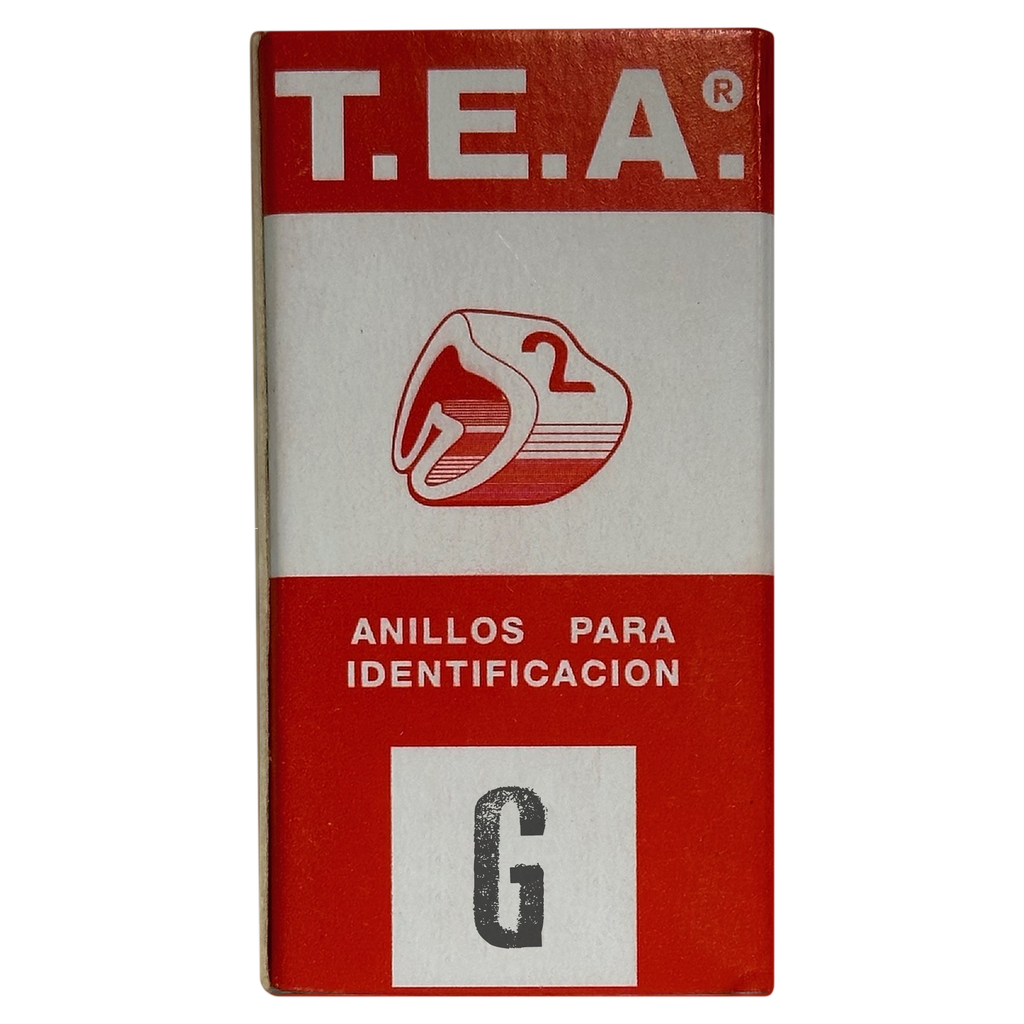 T.E.A.®
2
ANILLOS PARA
IDENTIFICACION
G